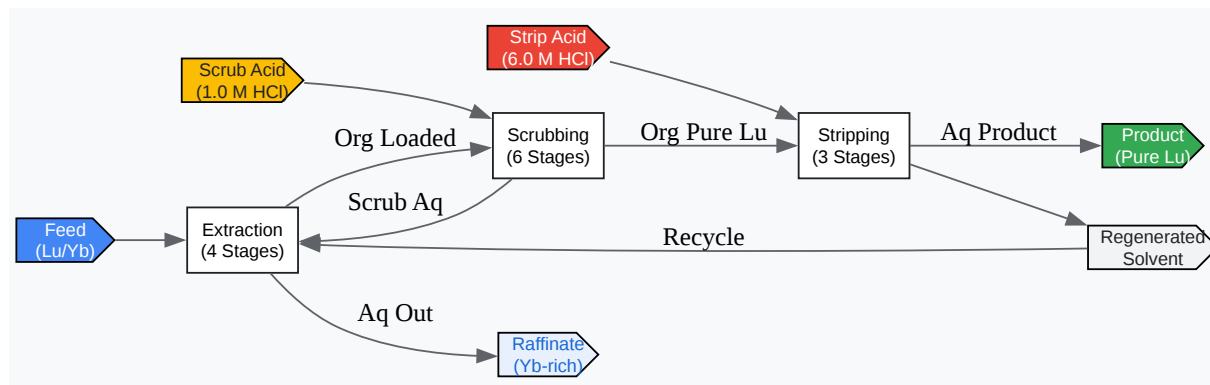 Strip Acid
(6.0 M HCl)
Scrub Acid
(1.0 M HCl)
Org Loaded
Scrubbing
(6 Stages)
Org Pure Lu
Stripping
(3 Stages)
Aq Product
Product
(Pure Lu)
Scrub Aq
Feed
(Lu/Yb)
Extraction
(4 Stages)
Recycle
Regenerated
Solvent
Aq Out
Raffinate
(Yb-rich)